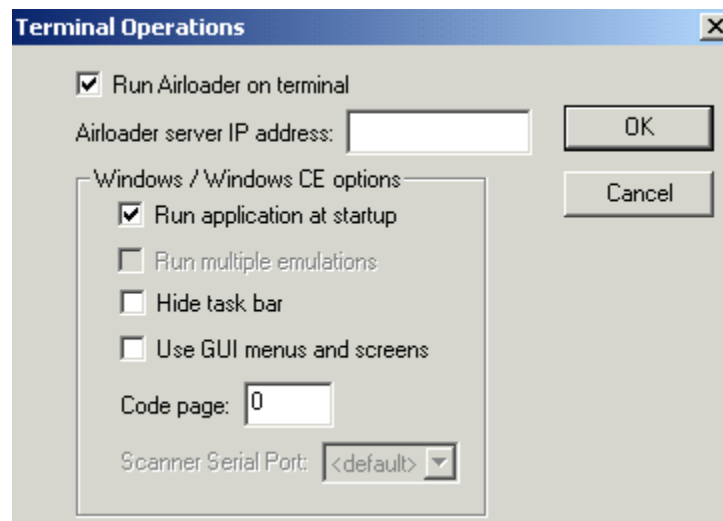 Terminal Operations
Run Airloader on terminal
Airloader server IP address:
OK
Windows / Windows CE options
Cancel
Run application at startup
Run multiple emulations
Hide task bar
Use GUI menus and screens
Code page: 0
Scanner Serial Port: <default>